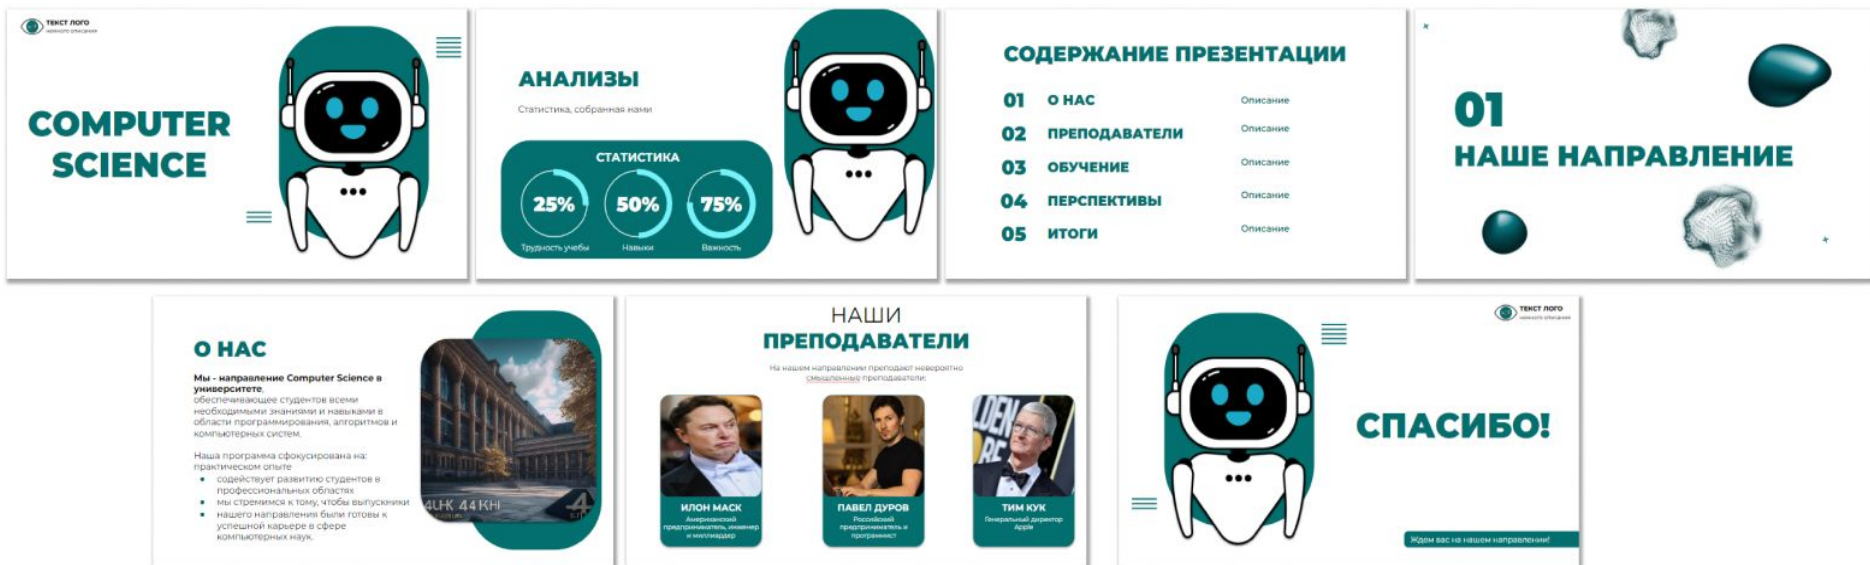 ТЕКСТ ЛОГО
немного описания
COMPUTER
SCIENCE
АНАЛИЗЫ
Статистика, собранная нами
СТАТИСТИКА
25% 50% 75%
Трудность учебы Навыки Важность
СОДЕРЖАНИЕ ПРЕЗЕНТАЦИИ
01 О НАС Описание
02 ПРЕПОДАВАТЕЛИ Описание
03 ОБУЧЕНИЕ Описание
04 ПЕРСПЕКТИВЫ Описание
05 ИТОГИ Описание
01
НАШЕ НАПРАВЛЕНИЕ
О НАС
Мы - направление Computer Science в
университете,
обеспечивающее студентов всеми
необходимыми знаниями и навыками в
области программирования, алгоритмов и
компьютерных систем.
Наша программа сфокусирована на:
практическом опыте
содействует развитию студентов в
профессиональных областях
мы стремимся к тому, чтобы выпускники
нашего направления были готовы к
успешной карьере в сфере
компьютерных наук.
НАШИ
ПРЕПОДАВАТЕЛИ
На нашем направлении преподают невероятно
смышленные преподаватели:
ИЛОН МАСК
Американский
предприниматель, инженер
и миллиардер
ПАВЕЛ ДУРОВ
Российский
предприниматель и
программист
ТИМ КУК
Генеральный директор
Apple
ТЕКСТ ЛОГО
немного описания
СПАСИБО!
Ждем вас на нашем направлении!